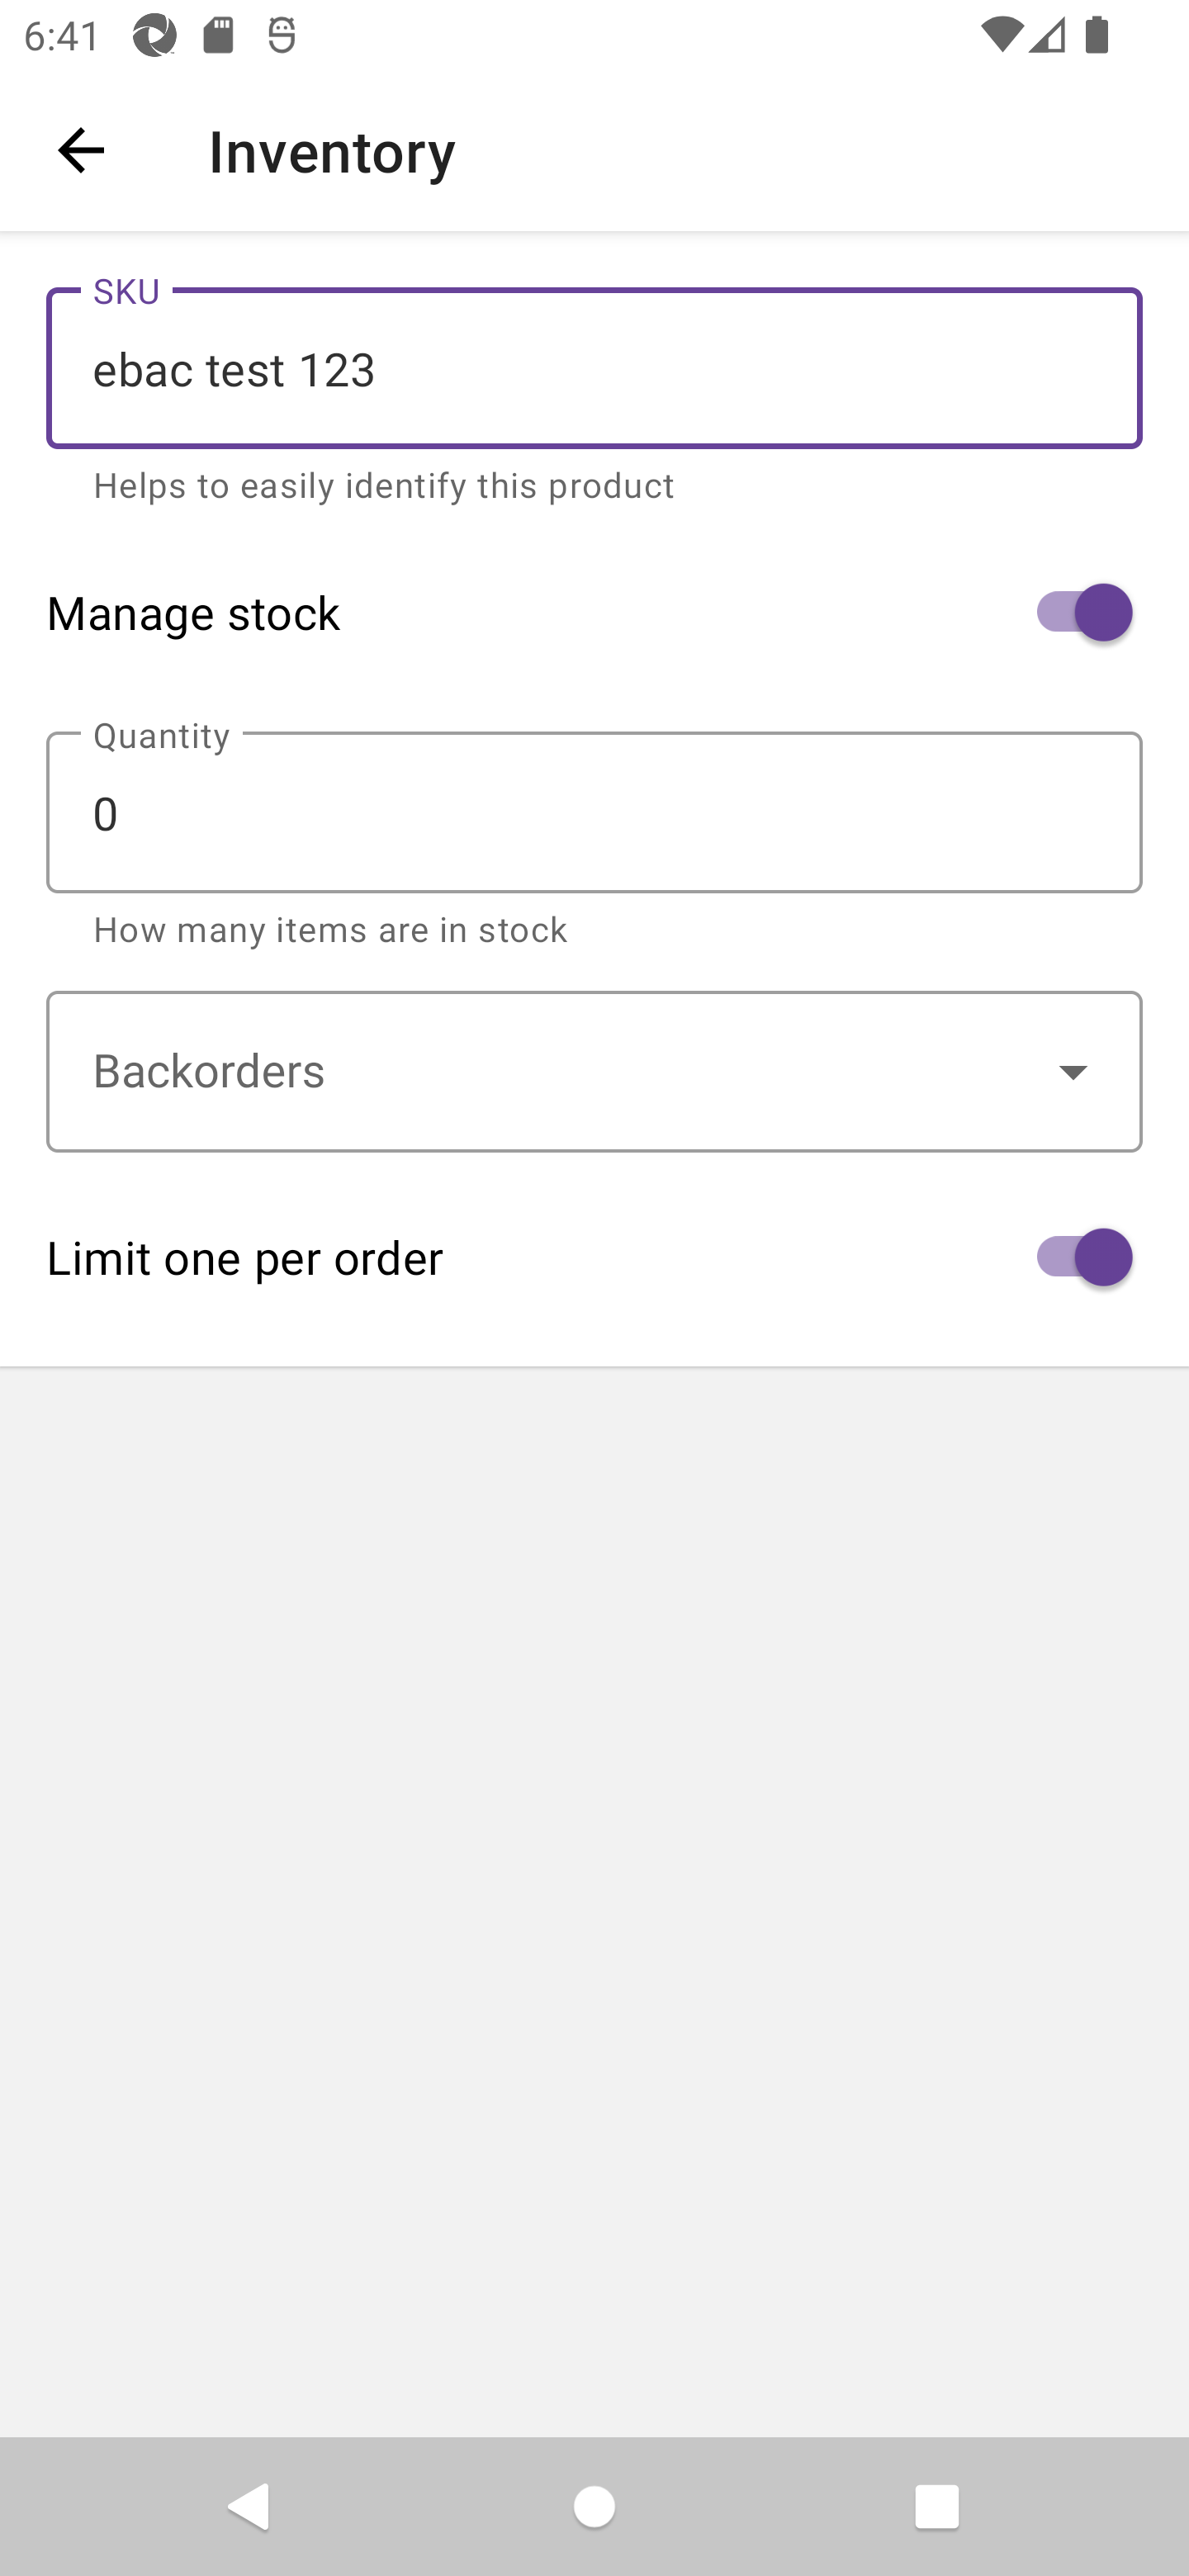 6:41
Inventory
SKU
ebac test 123
Helps to easily identify this product
Manage stock
Quantity
0
How many items are in stock
Backorders
Limit one per order